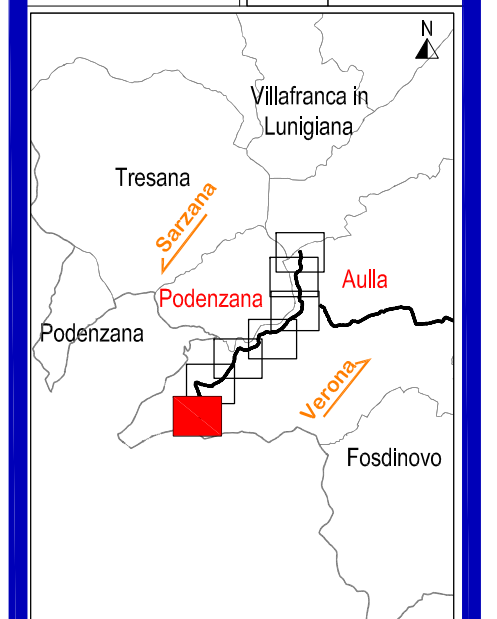 N
Villafranca in
Lunigiana
Tresana
Sarzana
Aulla
Podenzana
Podenzana
Verona
Fosdinovo